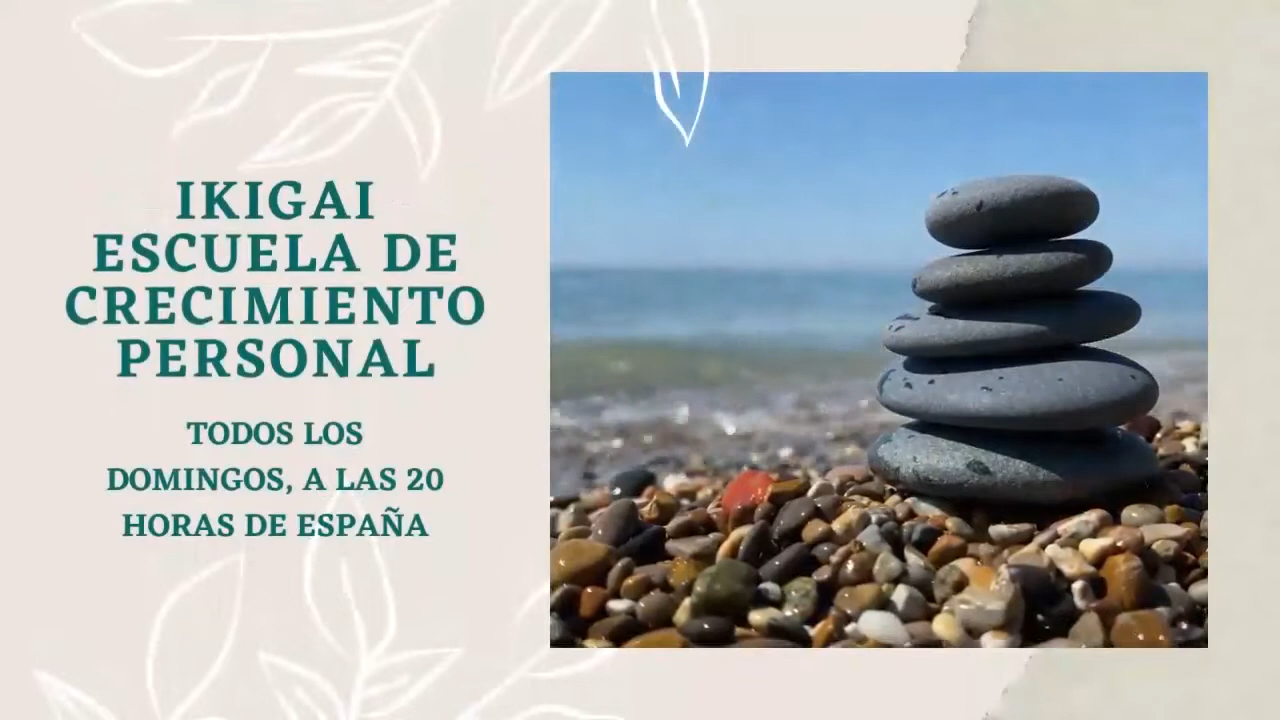 IKIGAI
ESCUELA DE
CRECIMIENTO
PERSONAL
TODOS LOS
DOMINGOS, A LAS 20
HORAS DE ESPAÑA